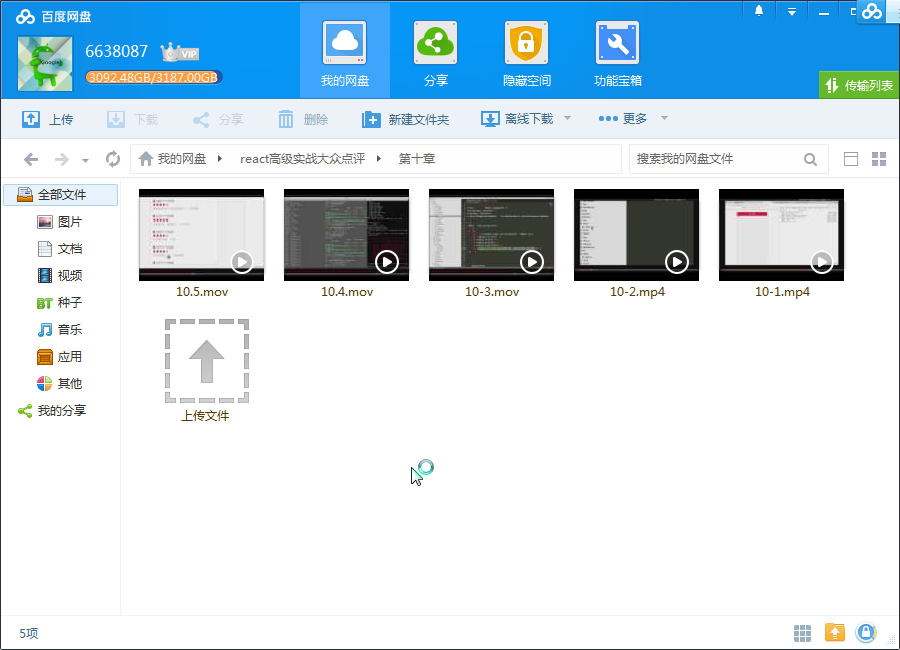 百度网盘
6638087 VIP
3092.48GB/3187.00GB
我的网盘
分享
隐藏空间
功能宝箱
传输列表
上传
下载
分享
删除
新建文件夹
离线下载
更多
我的网盘
react高级实战大众点评
第十章
搜索我的网盘文件
全部文件
图片
文档
视频
BT 种子
音乐
应用
其他
我的分享
10.5.mov
10.4.mov
10-3.mov
10-2.mp4
10-1.mp4
上传文件
5项